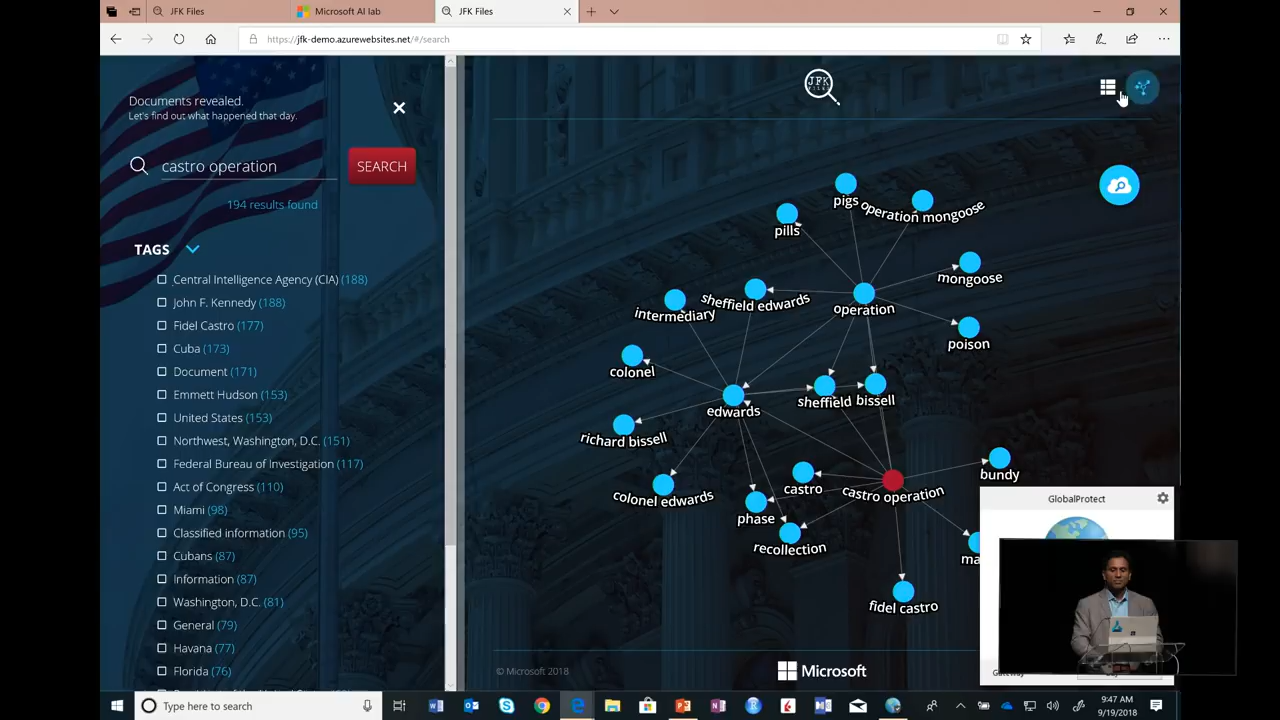 JFK Files
Microsoft AI lab
JFK Files
https://jfk-demo.azurewebsites.net/#/search
Documents revealed.
Let's find out what happened that day.
castro operation
SEARCH
194 results found
TAGS
Central Intelligence Agency (CIA) (188)
John F. Kennedy (188)
Fidel Castro (177)
Cuba (173)
Document (171)
Emmett Hudson (153)
United States (153)
Northwest, Washington, D.C. (151)
Federal Bureau of Investigation (117)
Act of Congress (110)
Miami (98)
Classified information (95)
Cubans (87)
Information (87)
Washington, D.C. (81)
General (79)
Havana (77)
Florida (76)
JFK
FILES
pigs
operation mongoose
pills
mongoose
sheffield edwards
operation
intermediary
poison
colonel
edwards
sheffield
bissell
richard bissell
castro
castro operation
bundy
colonel edwards
phase
recollection
ma
fidel castro
GlobalProtect
Gateway
© Microsoft 2018
Microsoft
Type here to search
9:47 AM
9/19/2018